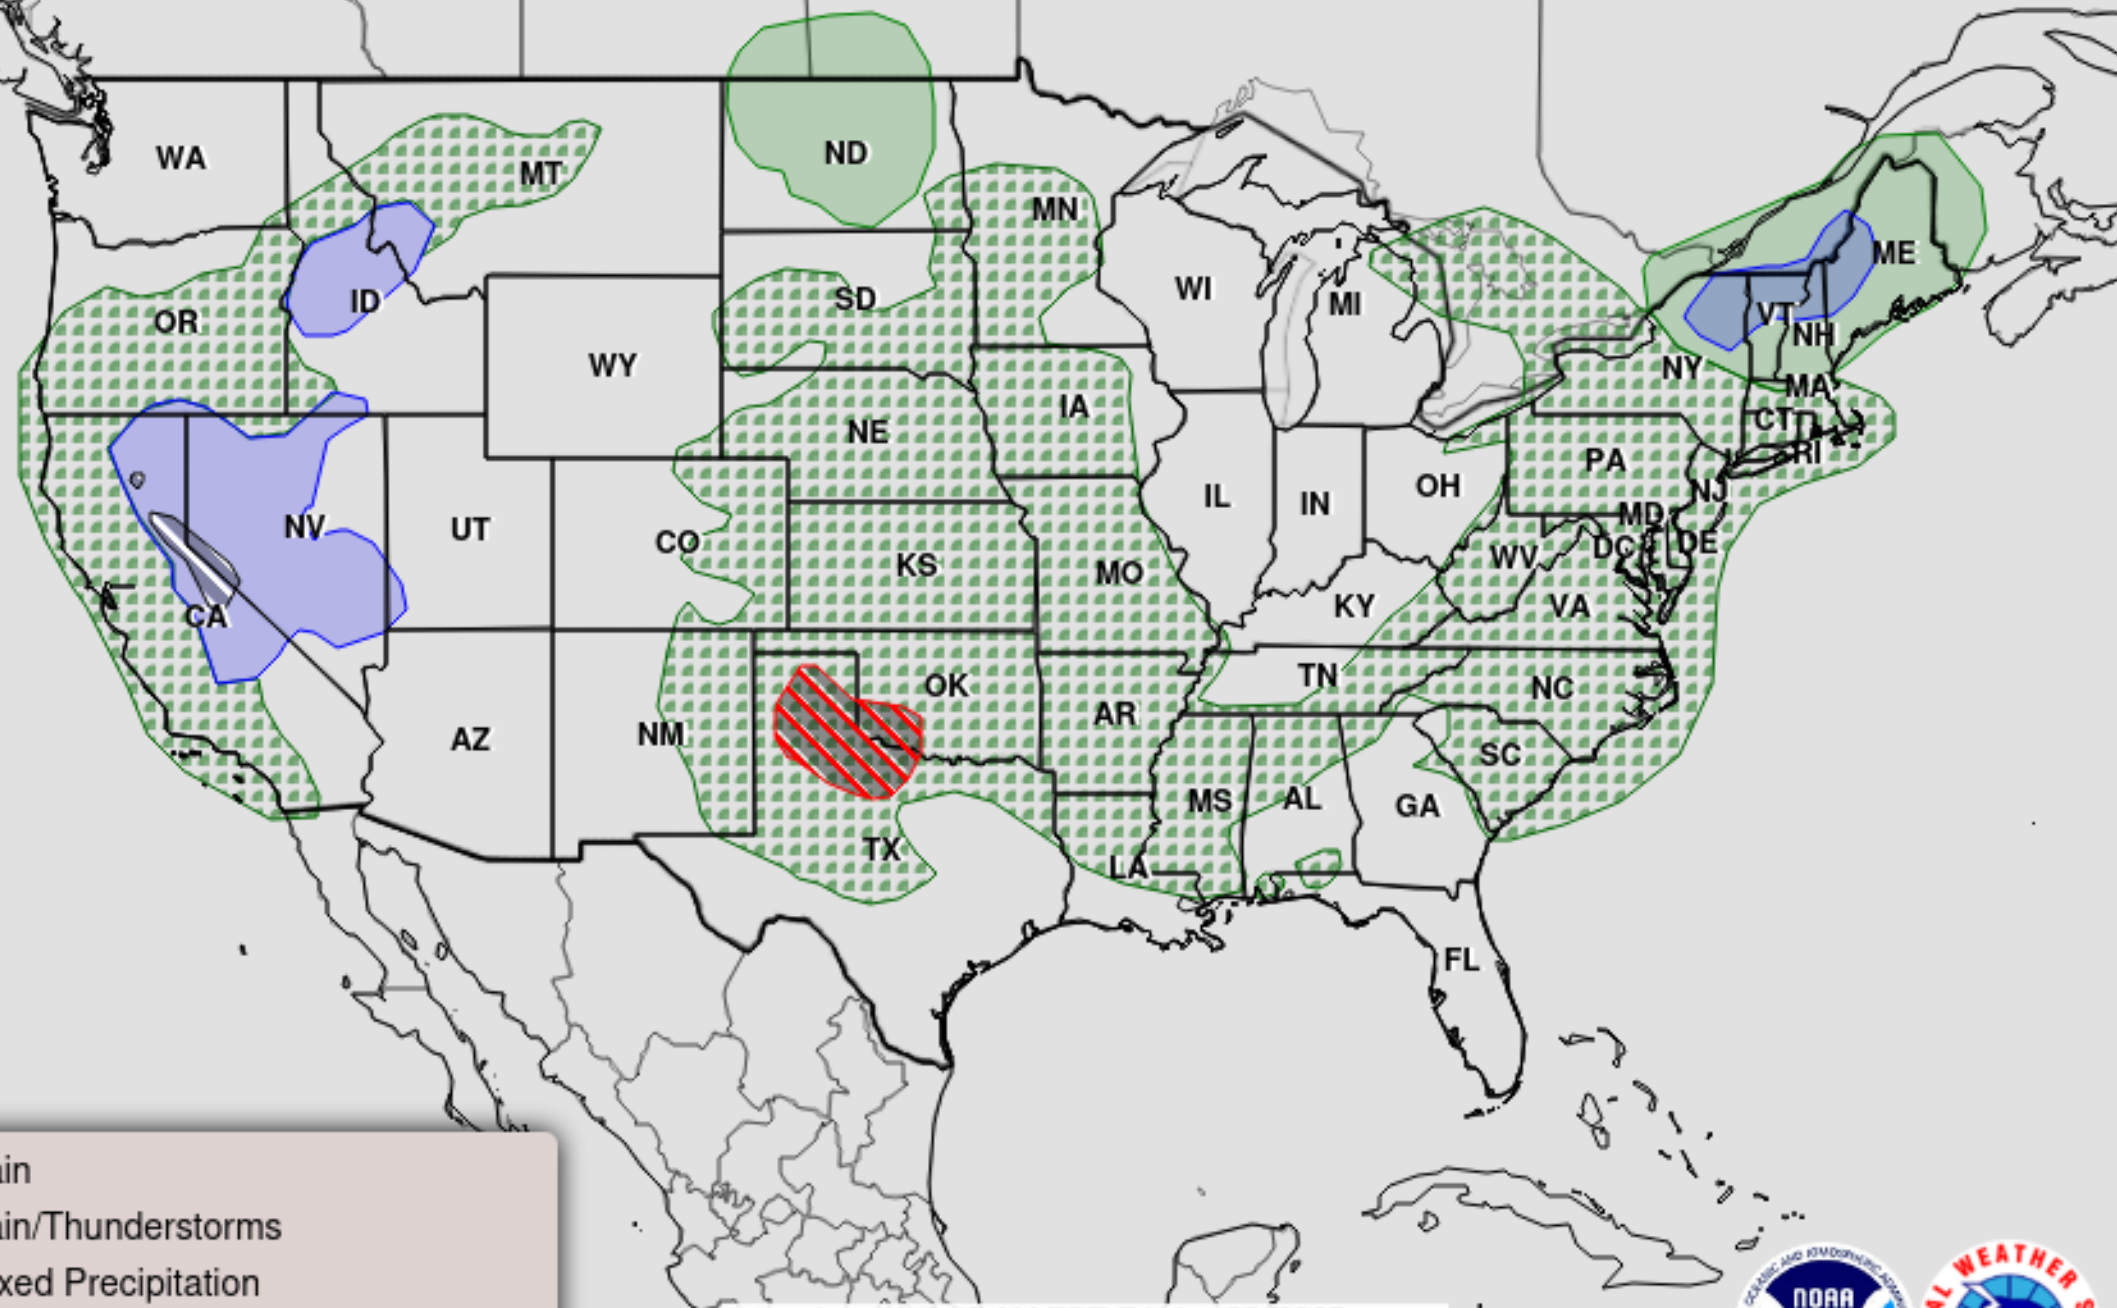 WA
MT
ND
MN
ME
ID
OR
SD
WI
MI
VT
NH
WY
NY
MA
IA
NE
CT
RI
PA
OH
IL
IN
NJ
NV
UT
CO
KS
MO
MD
DC
DE
WV
VA
KY
CA
TN
NC
OK
AR
AZ
NM
SC
MS
AL
GA
TX
LA
FL
ain
ain/Thunderstorms
xed Precipitation
NOAA
WEATHER